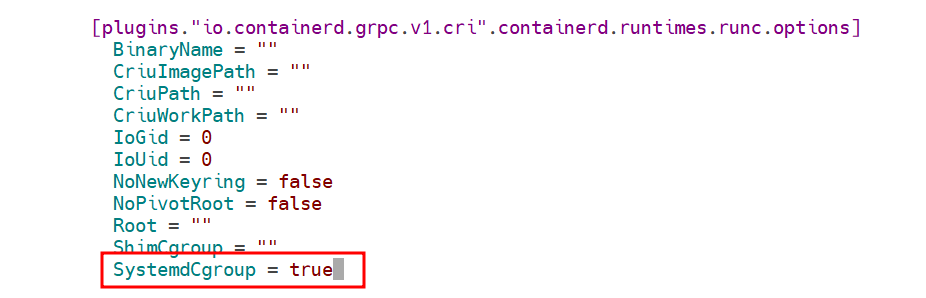 [plugins."io.containerd.grpc.v1.cri".containerd.runtimes.runc.options]
BinaryName = ""
CriuImagePath = ""
CriuPath = ""
CriuWorkPath = ""
IoGid = 0
IoUid = 0
NoNewKeyring = false
NoPivotRoot = false
Root = ""
ShimCgroup = ""
SystemdCgroup = true